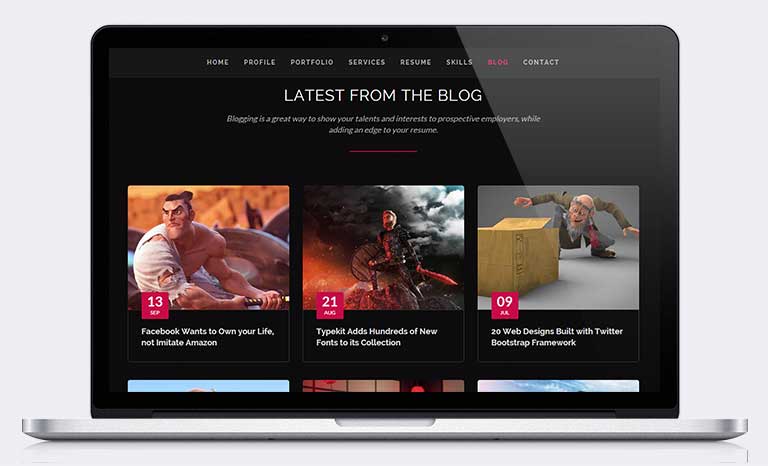 HOME PROFILE PORTFOLIO SERVICES RESUME SKILLS BLOG CONTACT
LATEST FROM THE BLOG
Blogging is a great way to show your talents and interests to prospective employers, while
adding an edge to your resume.
13
SEP
Facebook Wants to Own your Life,
not Imitate Amazon
21
AUG
Typekit Adds Hundreds of New
Fonts to its Collection
09
JUL
20 Web Designs Built with Twitter
Bootstrap Framework